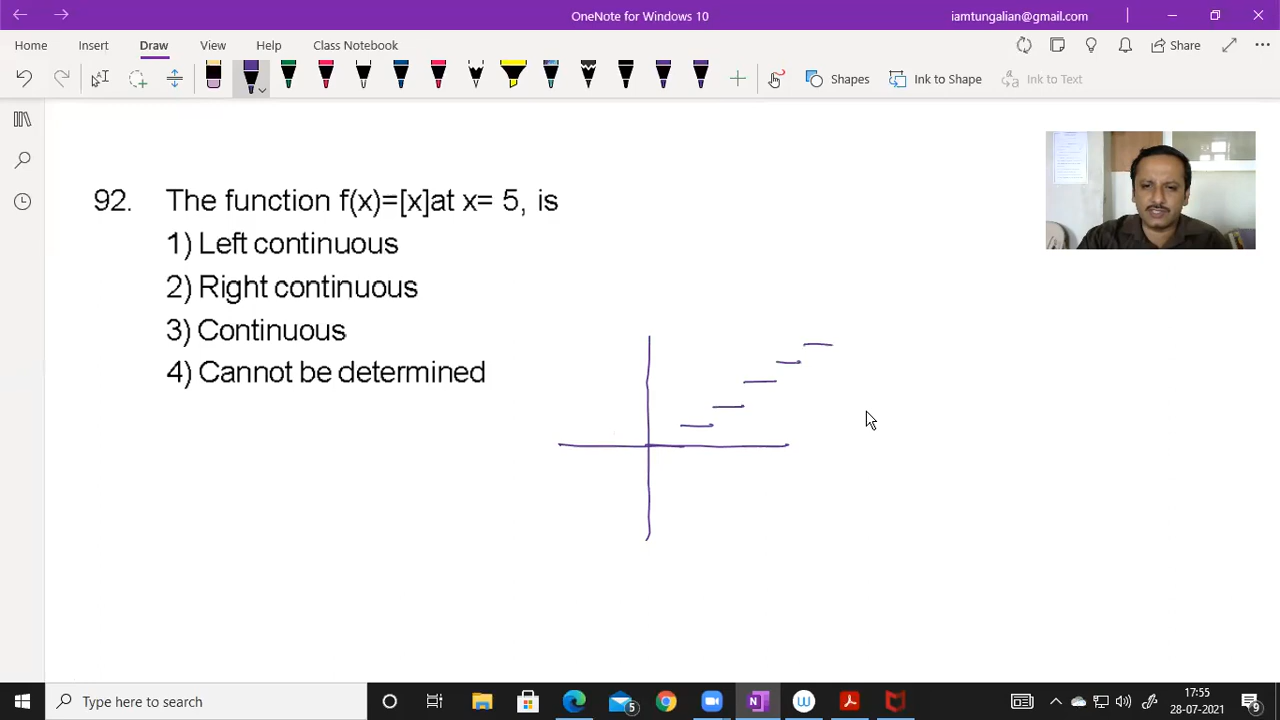 OneNote for Windows 10
iamtungalian@gmail.com
Home Insert Draw View Help Class Notebook
Share
Shapes Ink to Shape Ink to Text
92. The function f(x)=[x]at x= 5, is
1) Left continuous
2) Right continuous
3) Continuous
4) Cannot be determined
Type here to search
5
17:55
28-07-2021
9